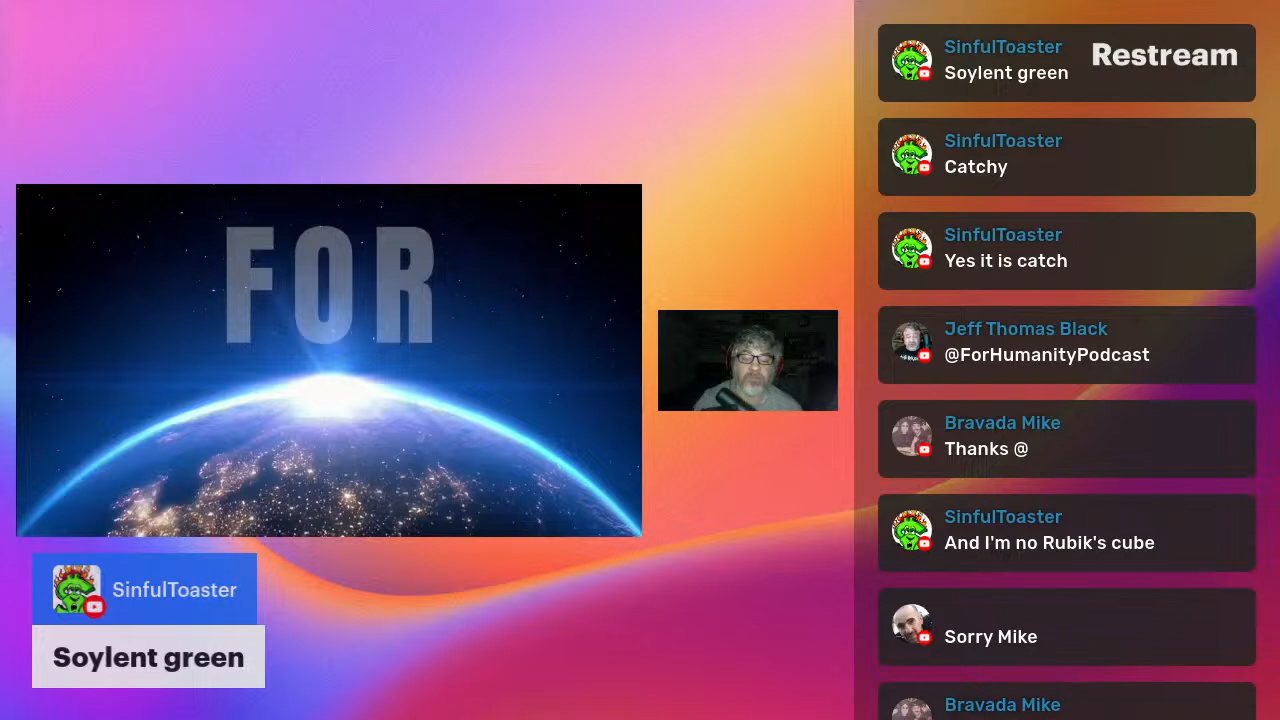 FOR
SinfulToaster
Soylent green
SinfulToaster
Soylent green
Restream
SinfulToaster
Catchy
SinfulToaster
Yes it is catch
Jeff Thomas Black
@ForHumanityPodcast
Bravada Mike
Thanks @
SinfulToaster
And I'm no Rubik's cube
Sorry Mike
Bravada Mike